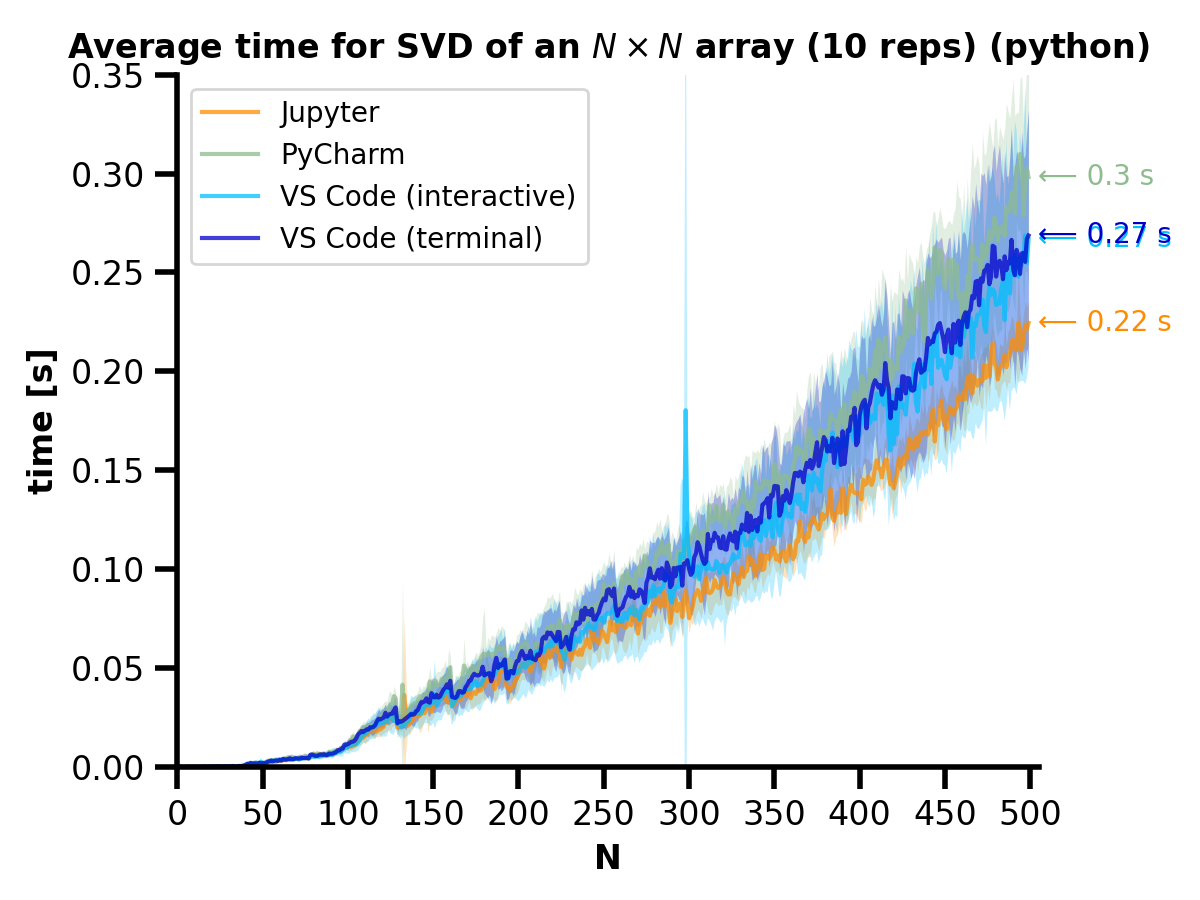 Average time for SVD of an N × N array (10 reps) (python)
0.35
0.30
0.25
0.20
0.15
0.10
0.05
0.00
time [s]
Jupyter
PyCharm
VS Code (interactive)
VS Code (terminal)
← 0.3 s
← 0.27 s
← 0.27 s
← 0.22 s
0 50 100 150 200 250 300 350 400 450 500
N